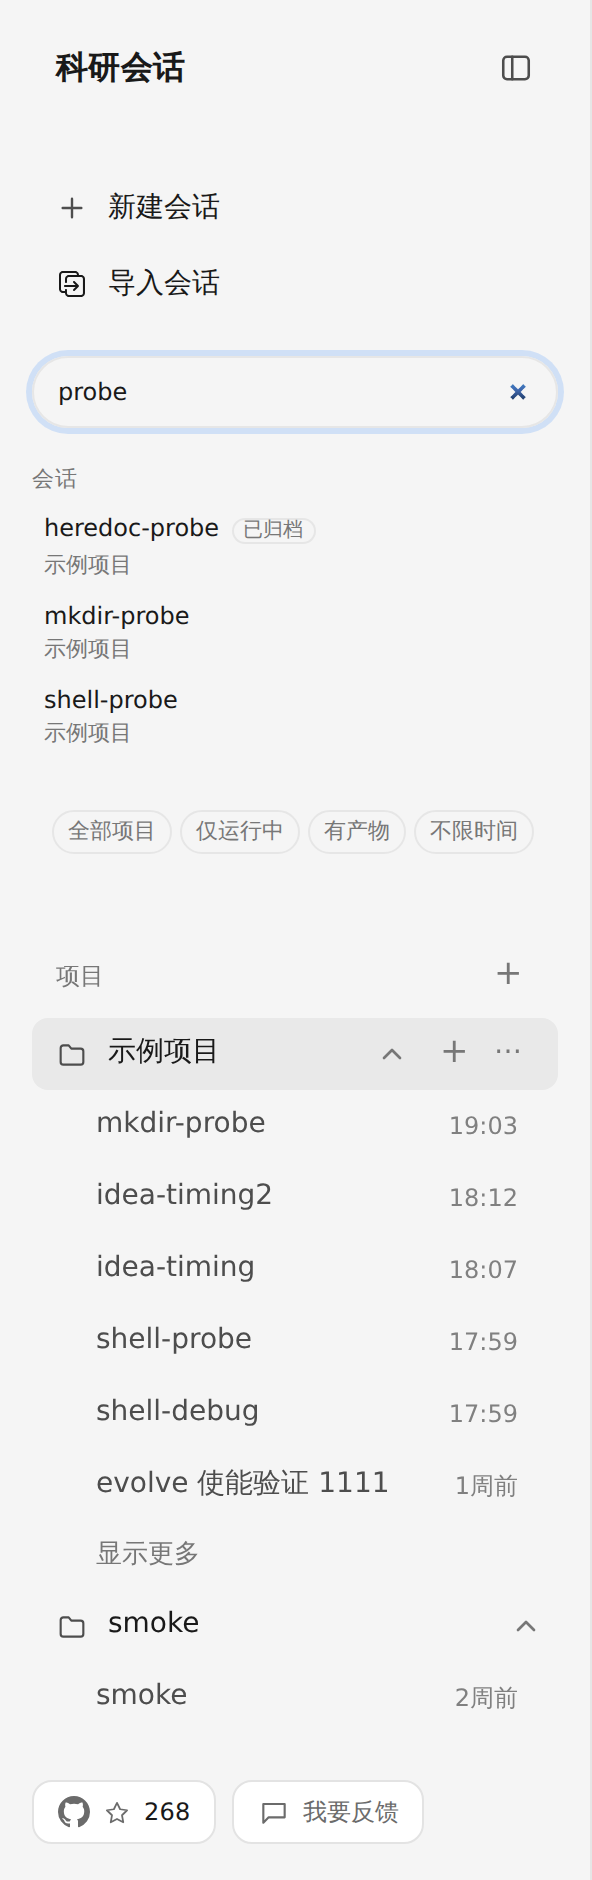 科研会话
新建会话
导入会话
probe
会话
heredoc-probe 已归档
示例项目
mkdir-probe
示例项目
shell-probe
示例项目
全部项目 仅运行中 有产物 不限时间
项目
示例项目
mkdir-probe 19:03
idea-timing2 18:12
idea-timing 18:07
shell-probe 17:59
shell-debug 17:59
evolve 使能验证 1111 1周前
显示更多
smoke
smoke 2周前
268 我要反馈